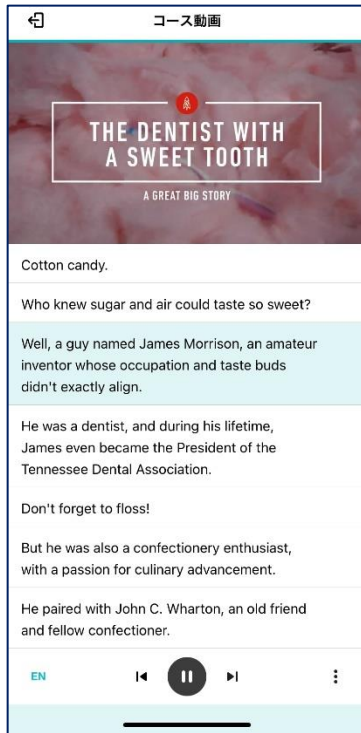 コース動画
THE DENTIST WITH
A SWEET TOOTH
A GREAT BIG STORY
Cotton candy.
Who knew sugar and air could taste so sweet?
Well, a guy named James Morrison, an amateur
inventor whose occupation and taste buds
didn't exactly align.
He was a dentist, and during his lifetime,
James even became the President of the
Tennessee Dental Association.
Don't forget to floss!
But he was also a confectionery enthusiast,
with a passion for culinary advancement.
He paired with John C. Wharton, an old friend
and fellow confectioner.
EN